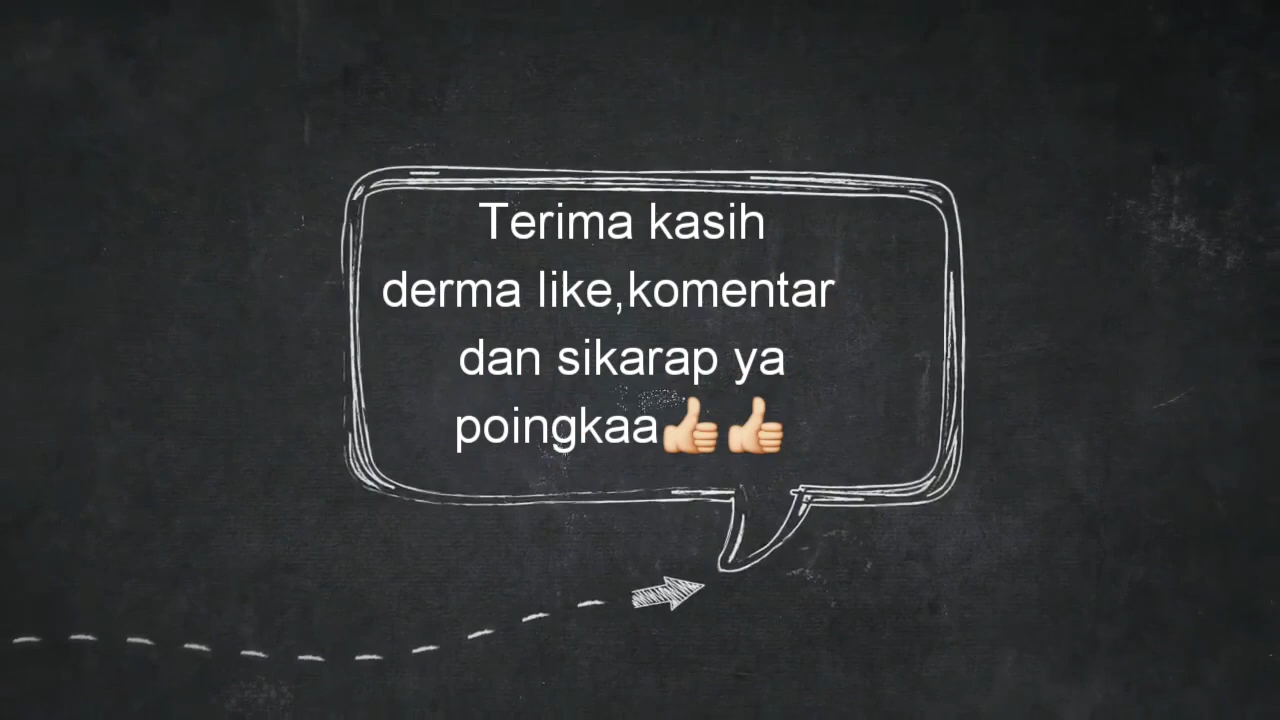 Terima kasih
derma like,komentar
dan sikarap ya
poingkaa👍🏻👍🏻